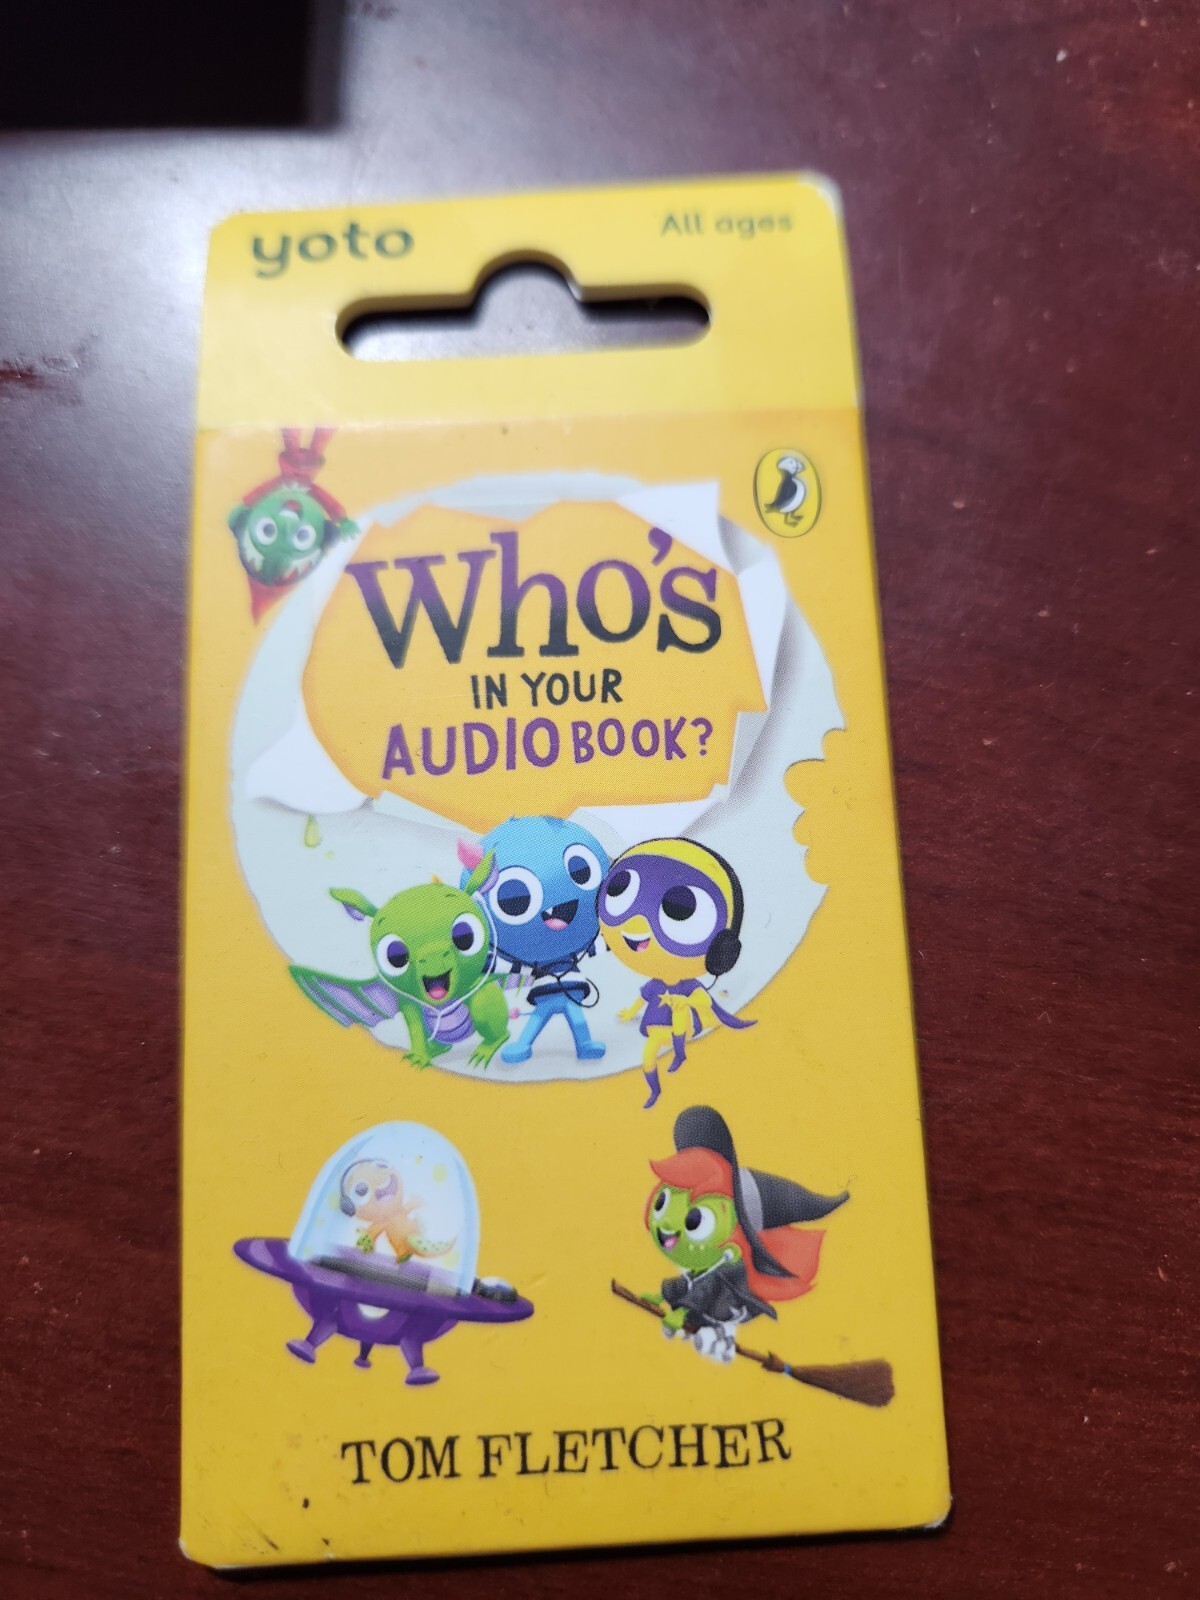 yoto
All ages
Who's
IN YOUR
AUDIO BOOK?
TOM FLETCHER